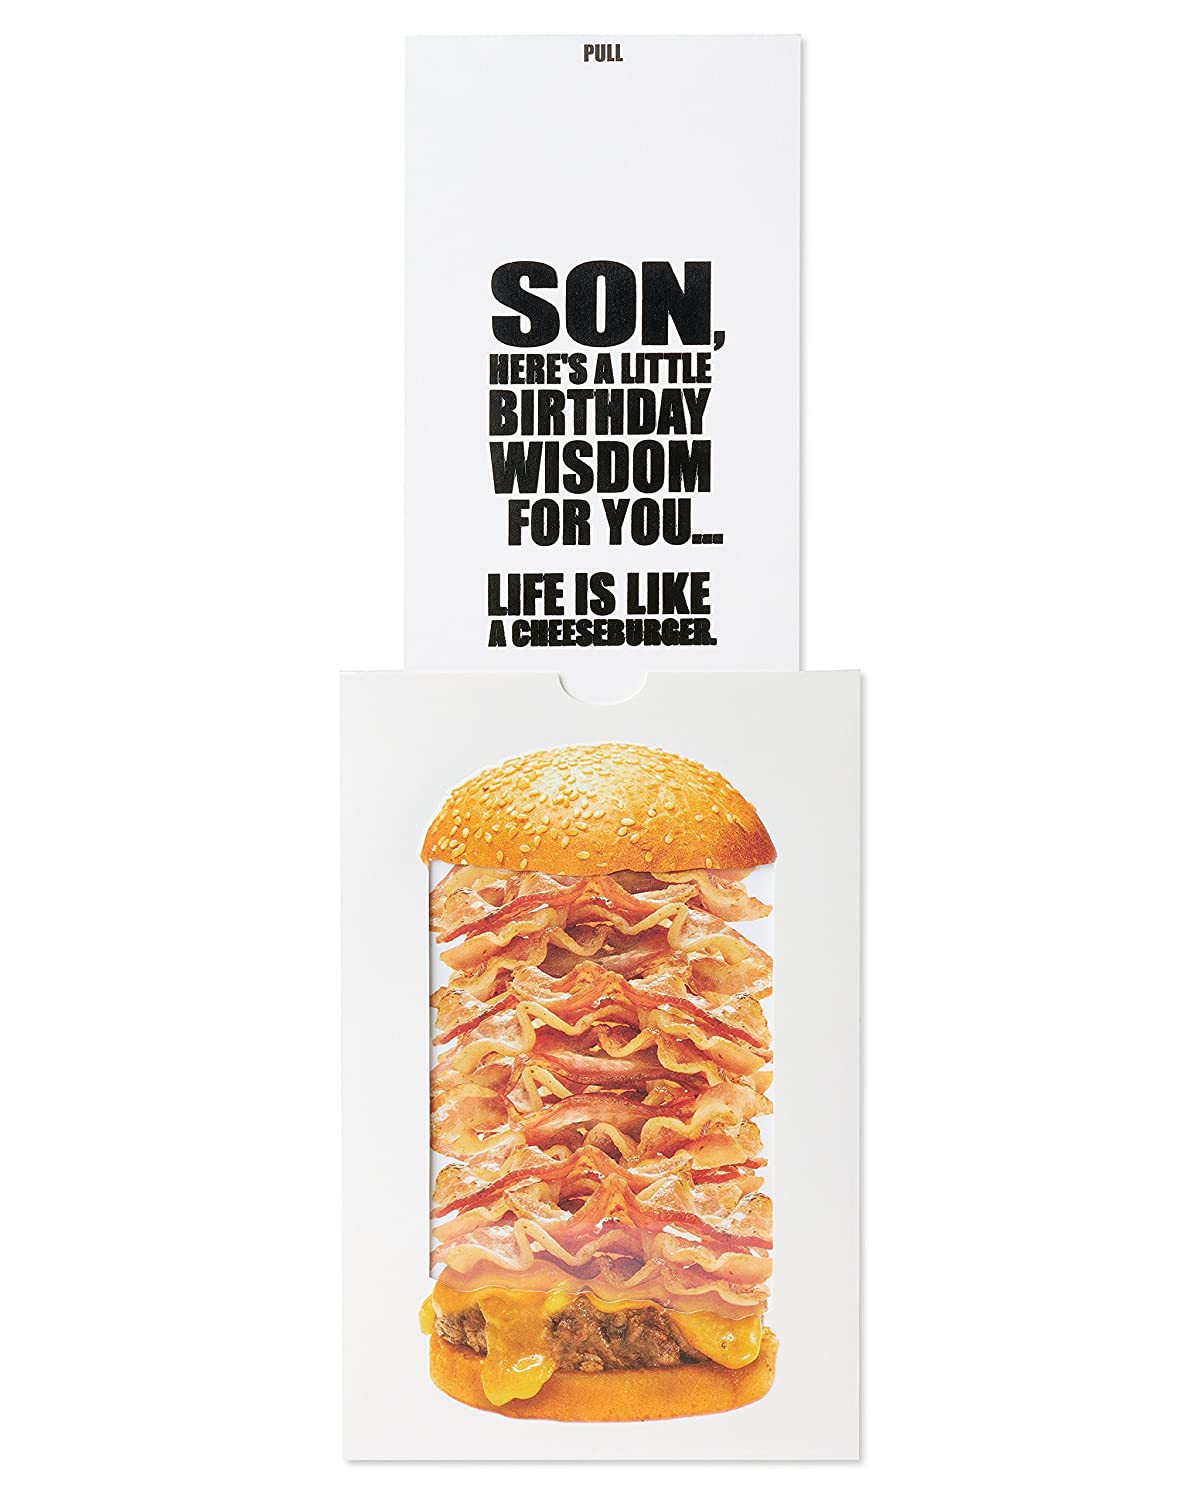 PULL
SON,
HERE'S A LITTLE
BIRTHDAY
WISDOM
FOR YOU...
LIFE IS LIKE
A CHEESEBURGER.